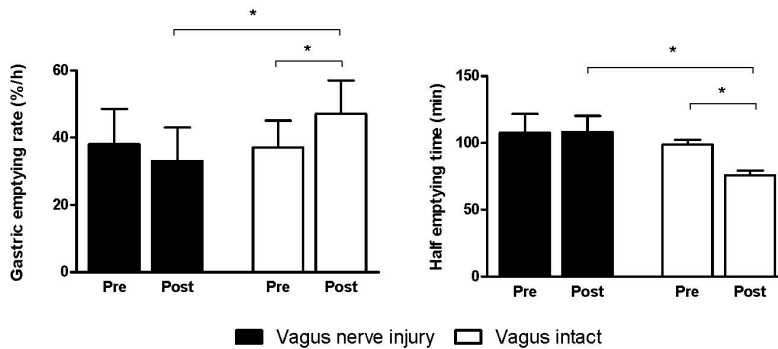 *
*
60
40
20
0
Gastric emptying rate (%/h)
Pre Post Pre Post
*
*
150
100
50
0
Half emptying time (min)
Pre Post Pre Post
Vagus nerve injury Vagus intact